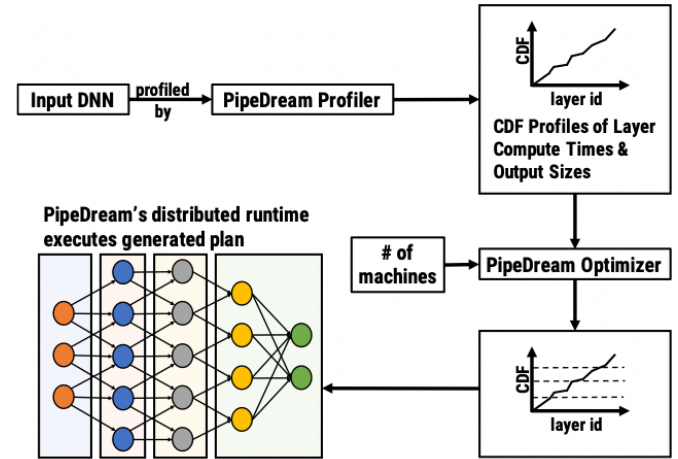 CDF
layer id
CDF Profiles of Layer
Compute Times &
Output Sizes
Input DNN
profiled
by
PipeDream Profiler
PipeDream's distributed runtime
executes generated plan
# of
machines
PipeDream Optimizer
CDF
layer id